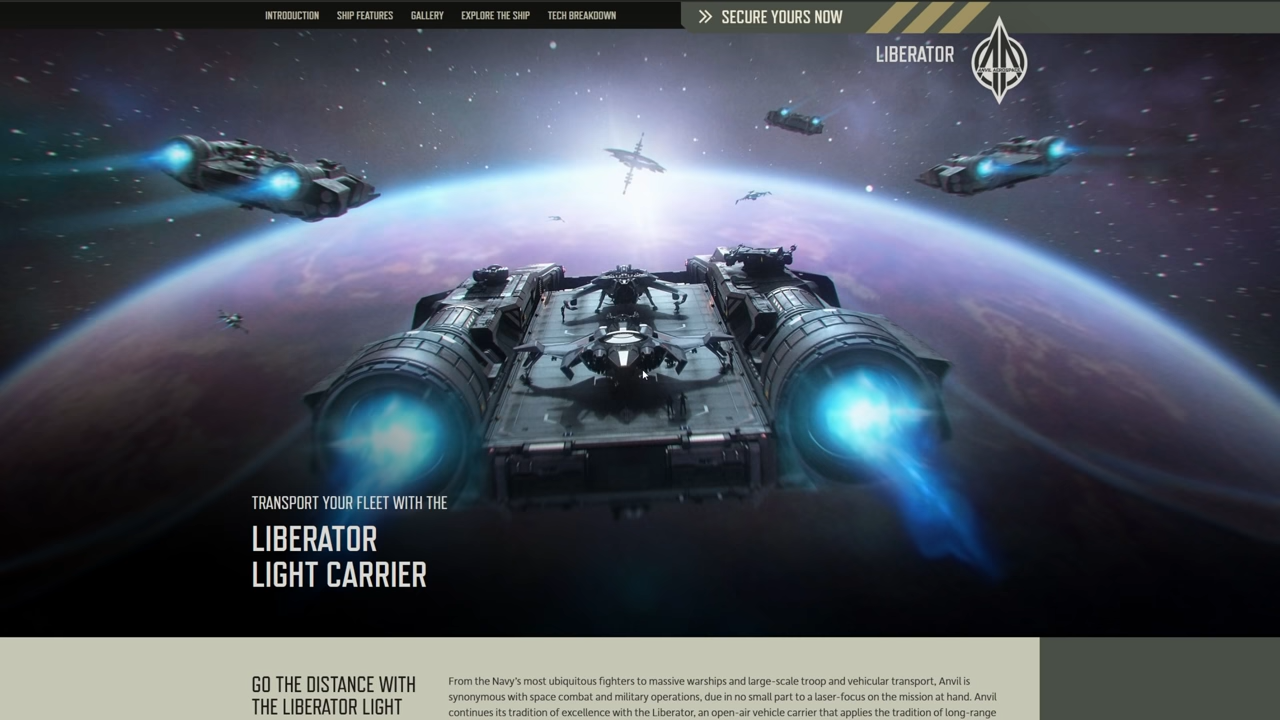 INTRODUCTION SHIP FEATURES GALLERY EXPLORE THE SHIP TECH BREAKDOWN
SECURE YOURS NOW
LIBERATOR
ANVIL AEROSPACE
TRANSPORT YOUR FLEET WITH THE
LIBERATOR
LIGHT CARRIER
GO THE DISTANCE WITH
THE LIBERATOR LIGHT
From the Navy's most ubiquitous fighters to massive warships and large-scale troop and vehicular transport, Anvil is
synonymous with space combat and military operations, due in no small part to a laser-focus on the mission at hand. Anvil
continues its tradition of excellence with the Liberator, an open-air vehicle carrier that applies the tradition of long-range